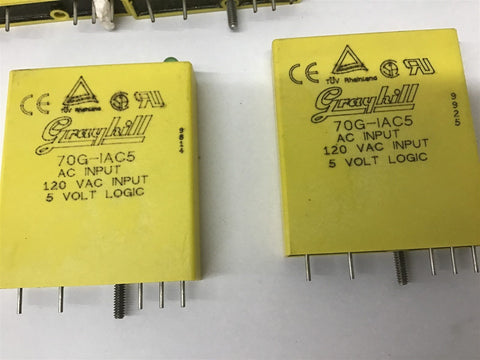 CE TÜV Rheinland
Grayhill
9814
70G-IAC5
AC INPUT
120 VAC INPUT
5 VOLT LOGIC
CE TÜV Rheinland
Grayhill
9925
70G-IAC5
AC INPUT
120 VAC INPUT
5 VOLT LOGIC